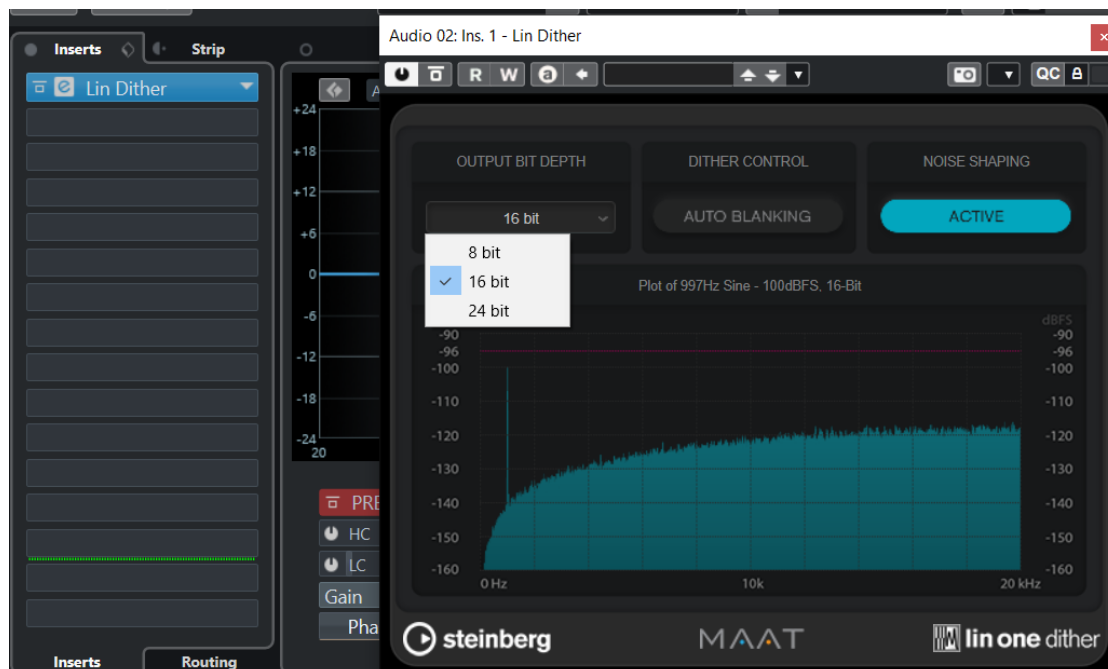 Audio 02: Ins. 1 - Lin Dither
Inserts Strip
R W a QC
Lin Dither
+24
+18
+12
+6
0
-6
-12
-18
-24
20
OUTPUT BIT DEPTH DITHER CONTROL NOISE SHAPING
16 bit AUTO BLANKING ACTIVE
8 bit
16 bit
24 bit
Plot of 997Hz Sine - 100dBFS, 16-Bit
dBFS
-90 -90
-96 -96
-100 -100
-110 -110
-120 -120
-130 -130
-140 -140
-150 -150
-160 -160
0 Hz 10k 20 kHz
PRE
HC
LC
Gain
Pha
steinberg MAAT lin one dither
Inserts Routing